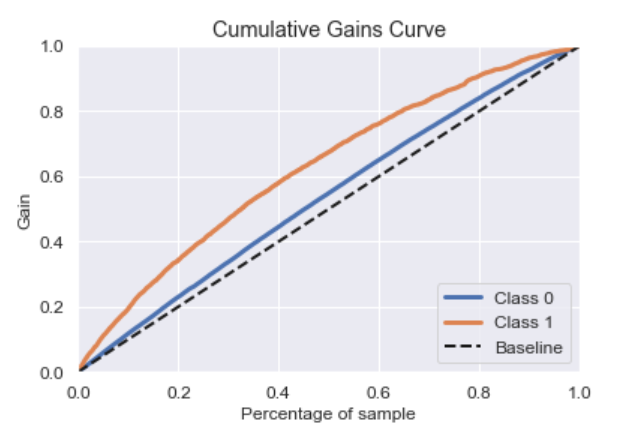 Cumulative Gains Curve
1.0
0.8
0.6
0.4
0.2
0.0
Gain
Class 0
Class 1
Baseline
0.0 0.2 0.4 0.6 0.8 1.0
Percentage of sample